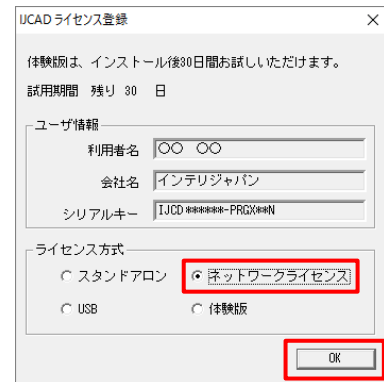 IJCAD ライセンス登録
体験版は、インストール後30日間お試しいただけます。
試用期間 残り 30 日
ユーザ情報
利用者名 〇〇 〇〇
会社名 インテリジャパン
シリアルキー IJCD******-PRGX**N
ライセンス方式
スタンドアロン ネットワークライセンス
USB 体験版
OK